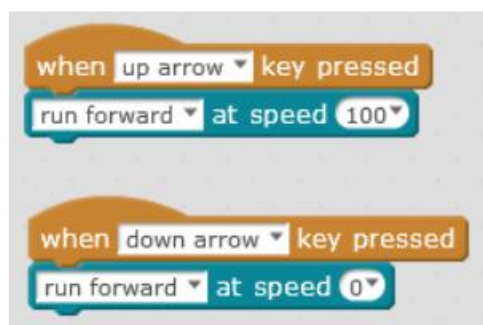 when up arrow key pressed
run forward at speed 100
when down arrow key pressed
run forward at speed 0